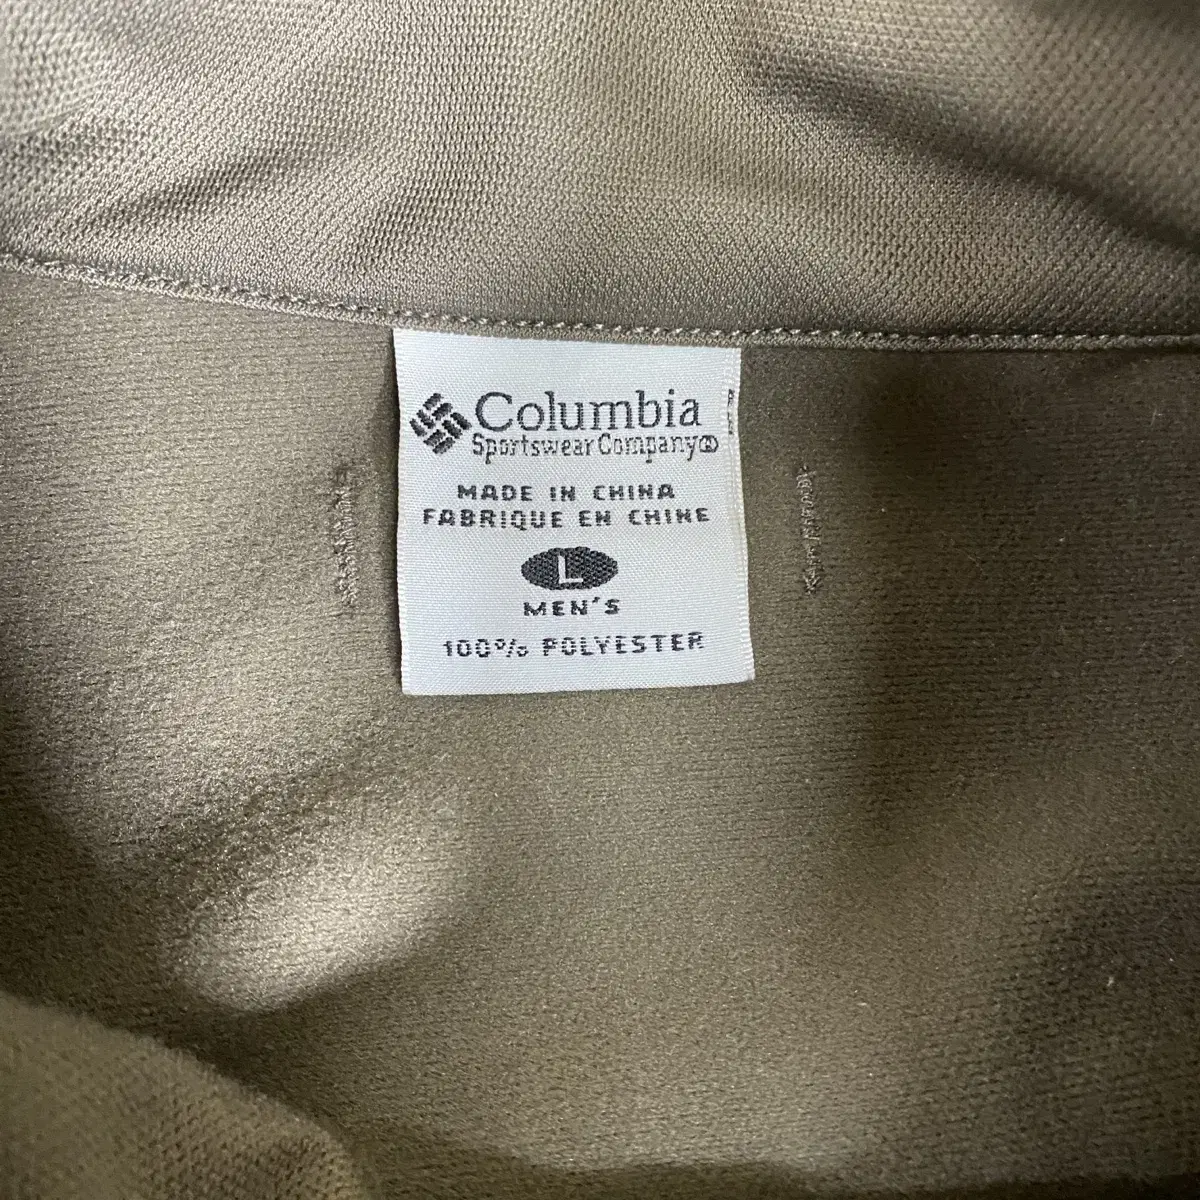 Columbia
Sportswear Company®
MADE IN CHINA
FABRIQUE EN CHINE
L
MEN'S
100% POLYESTER